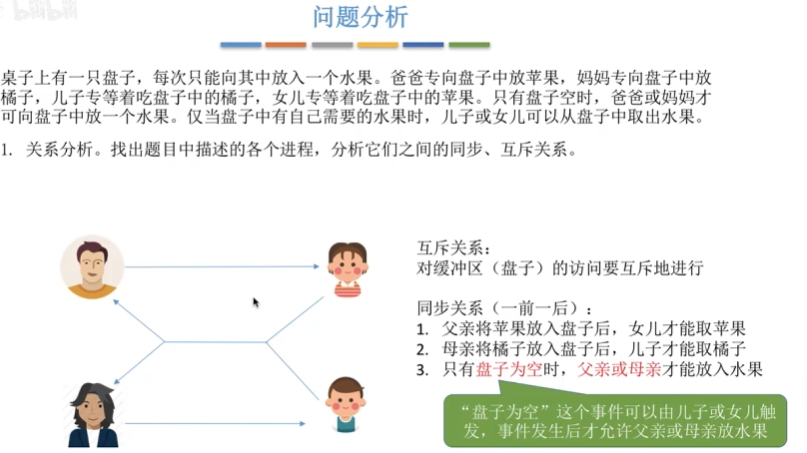 bilibili
问题分析
桌子上有一只盘子，每次只能向其中放入一个水果。爸爸专向盘子中放苹果，妈妈专向盘子中放
橘子，儿子专等着吃盘子中的橘子，女儿专等着吃盘子中的苹果。只有盘子空时，爸爸或妈妈才
可向盘子中放一个水果。仅当盘子中有自己需要的水果时，儿子或女儿可以从盘子中取出水果。
1. 关系分析。找出题目中描述的各个进程，分析它们之间的同步、互斥关系。
互斥关系：
对缓冲区（盘子）的访问要互斥地进行
同步关系（一前一后）：
1. 父亲将苹果放入盘子后，女儿才能取苹果
2. 母亲将橘子放入盘子后，儿子才能取橘子
3. 只有盘子为空时，父亲或母亲才能放入水果
“盘子为空”这个事件可以由儿子或女儿触
发，事件发生后才允许父亲或母亲放水果